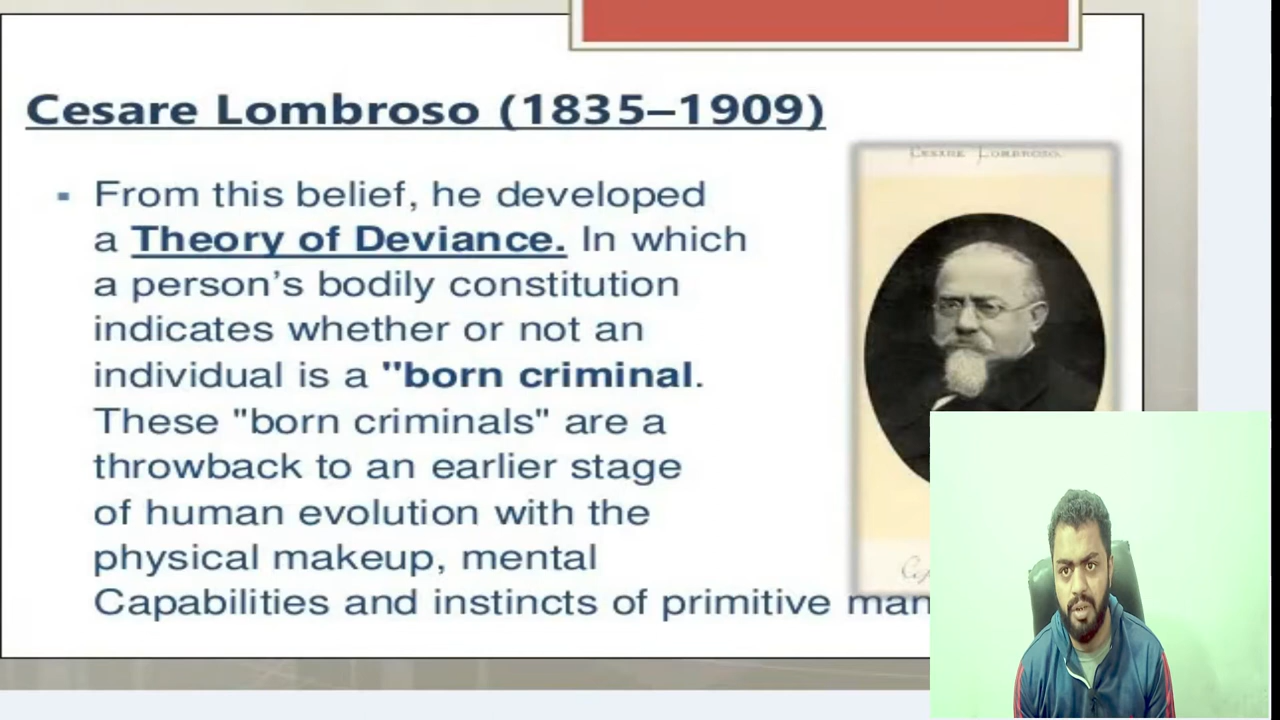 Cesare Lombroso (1835–1909)
CESARE LOMBROSO.
▪ From this belief, he developed
a Theory of Deviance. In which
a person’s bodily constitution
indicates whether or not an
individual is a "born criminal.
These "born criminals" are a
throwback to an earlier stage
of human evolution with the
physical makeup, mental
Capabilities and instincts of primitive man